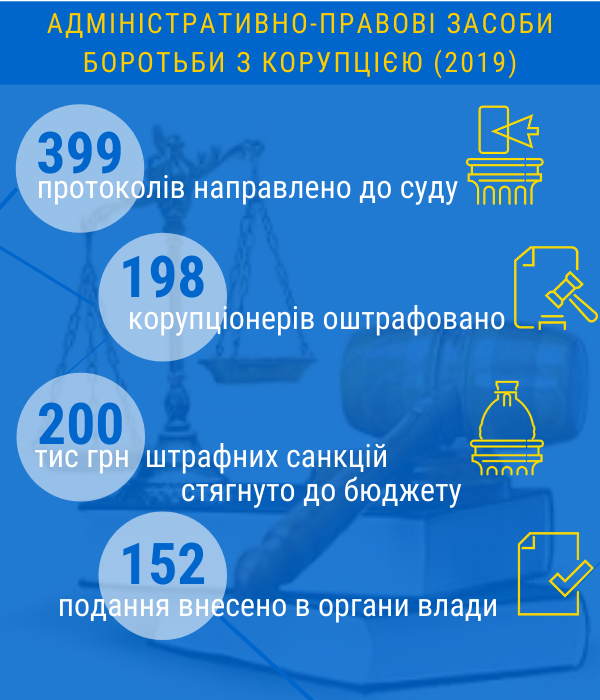 АДМІНІСТРАТИВНО-ПРАВОВІ ЗАСОБИ
БОРОТЬБИ З КОРУПЦІЄЮ (2019)
399
протоколів направлено до суду
198
корупціонерів оштрафовано
200
тис грн штрафних санкцій
стягнуто до бюджету
152
подання внесено в органи влади